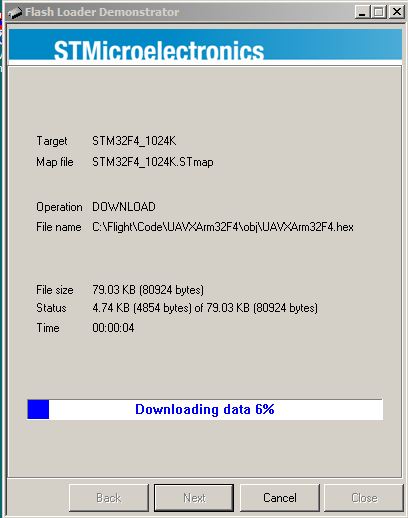 Flash Loader Demonstrator
STMicroelectronics
Target STM32F4_1024K
Map file STM32F4_1024K.STmap
Operation DOWNLOAD
File name C:\Flight\Code\UAVXArm32F4\obj\UAVXArm32F4.hex
File size 79.03 KB (80924 bytes)
Status 4.74 KB (4854 bytes) of 79.03 KB (80924 bytes)
Time 00:00:04
Downloading data 6%
Back Next Cancel Close